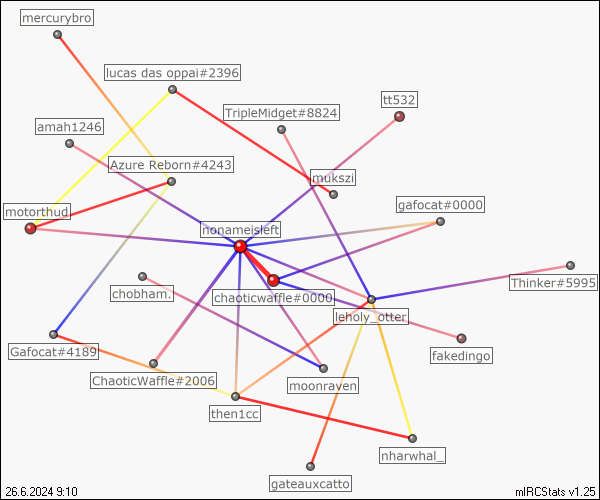 mercurybro
lucas das oppai#2396
tt532
TripleMidget#8824
amah1246
Azure Reborn#4243
mukszi
motorthud
gafocat#0000
nonameisleft
Thinker#5995
chobham.
chaoticwaffle#0000
leholy_otter
Gafocat#4189
fakedingo
ChaoticWaffle#2006
moonraven
then1cc
nharwhal_
gateauxcatto
26.6.2024 9:10
mIRCStats v1.25